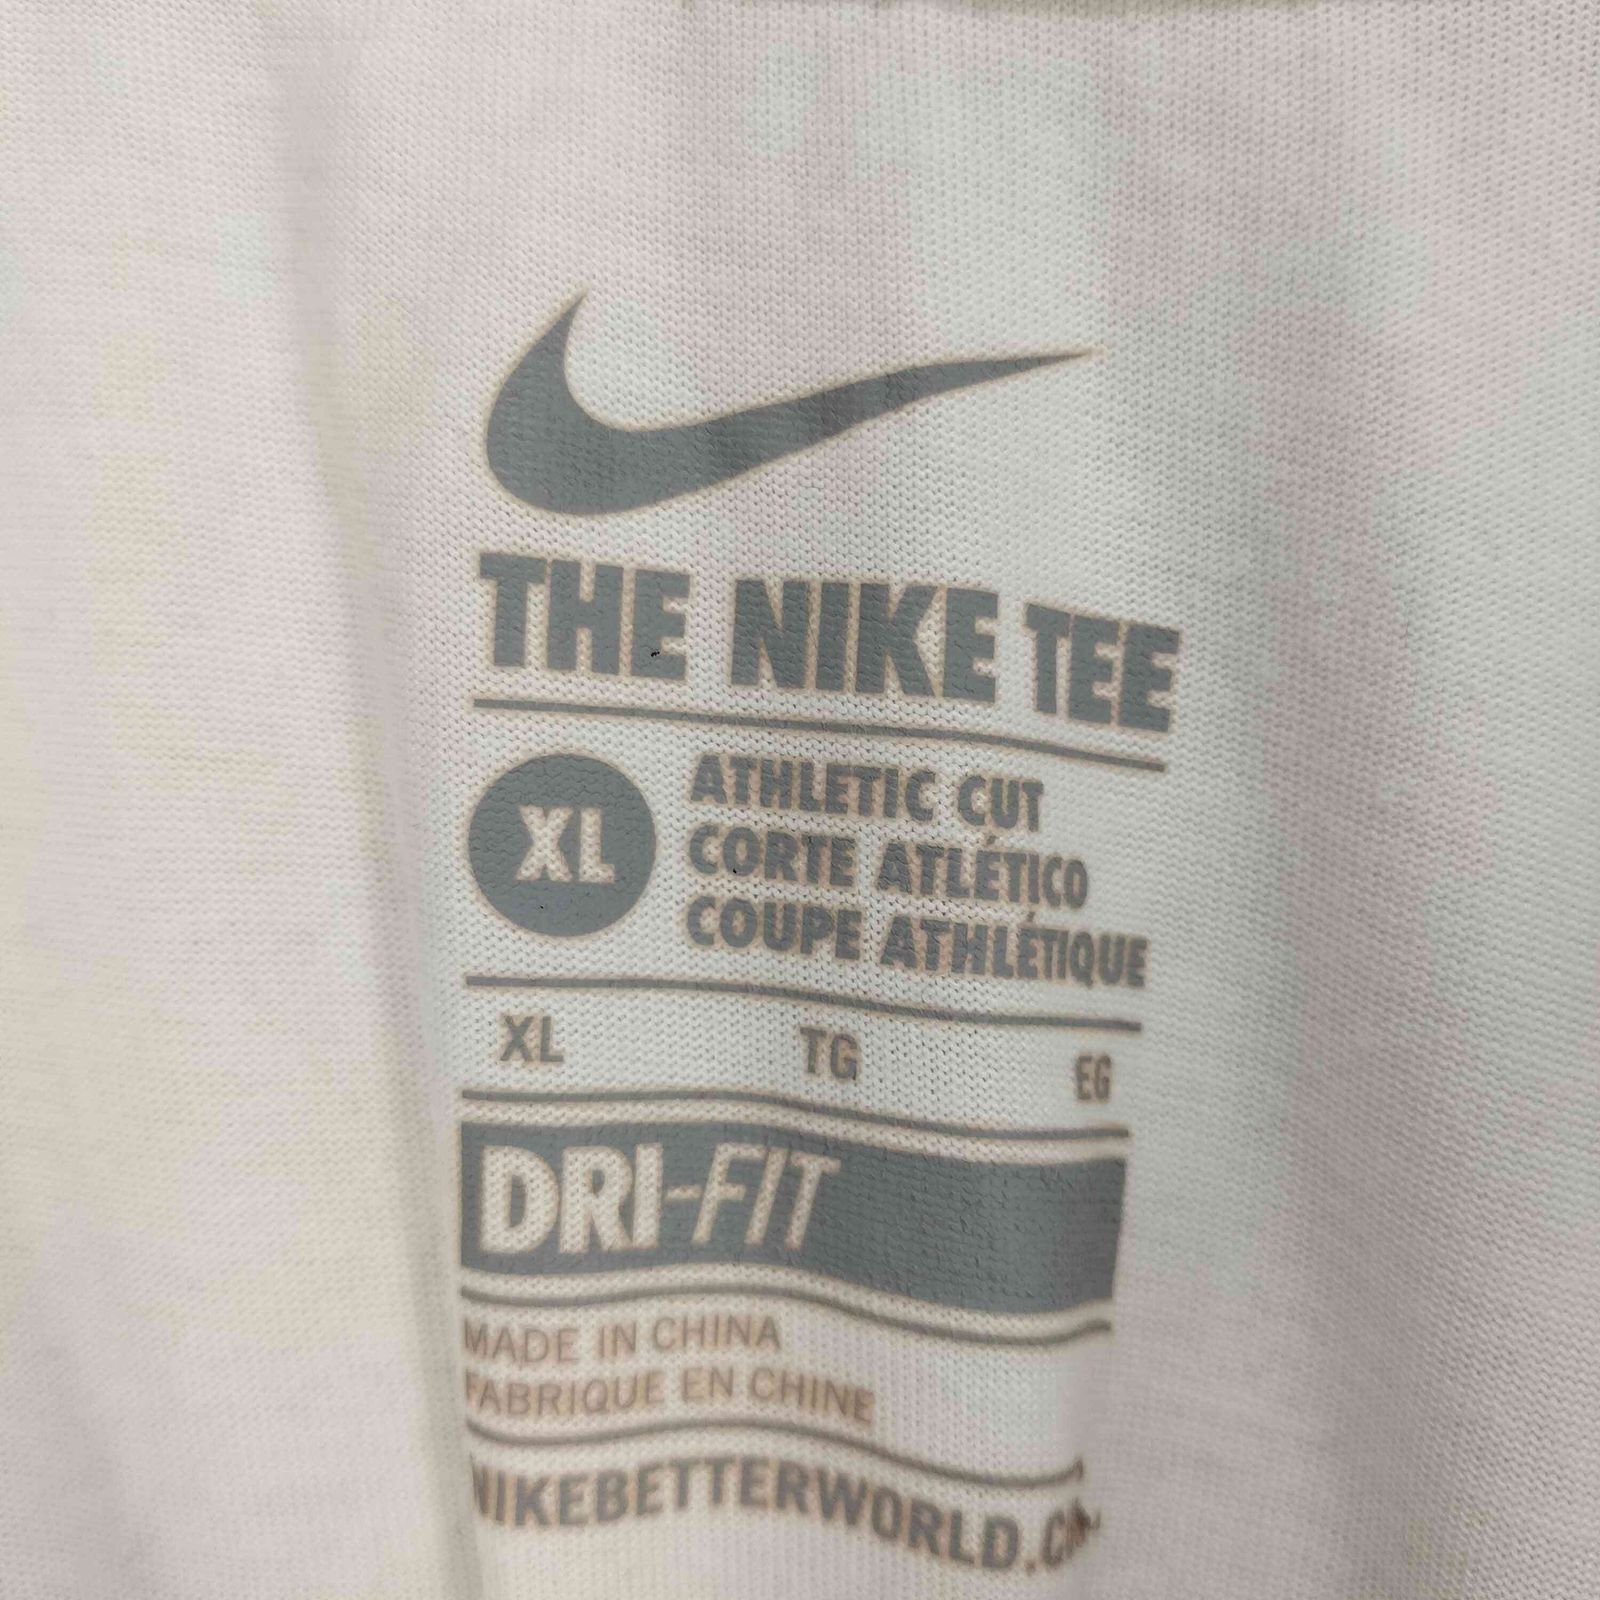 THE NIKE TEE
XL
ATHLETIC CUT
CORTE ATLÉTICO
COUPE ATHLÉTIQUE
XL TG EG
DRI-FIT
MADE IN CHINA
FABRIQUE EN CHINE
NIKEBETTERWORLD.COM